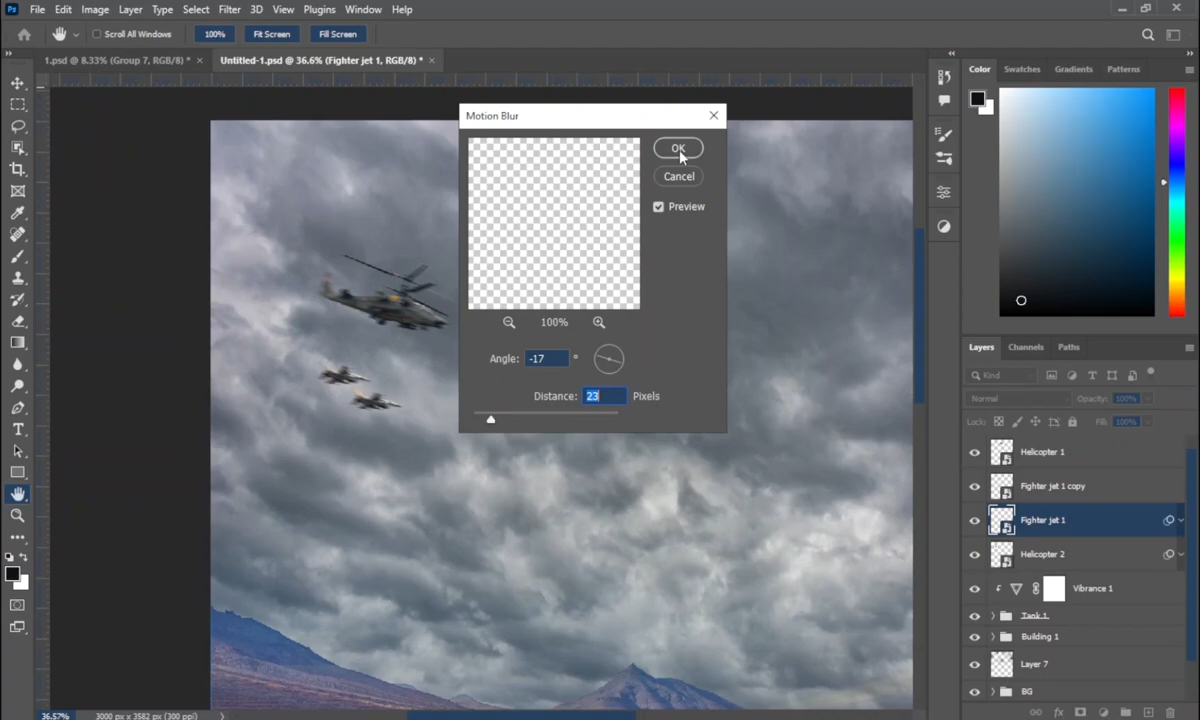 Ps File Edit Image Layer Type Select Filter 3D View Plugins Window Help
Scroll All Windows 100% Fit Screen Fill Screen
1.psd @ 8.33% (Group 7, RGB/8) * × Untitled-1.psd @ 36.6% (Fighter jet 1, RGB/8) * ×
Color Swatches Gradients Patterns
Motion Blur
OK
Cancel
Preview
100%
Angle: -17 °
Distance: 23 Pixels
Layers Channels Paths
Kind
Normal Opacity: 100%
Lock: Fill: 100%
Helicopter 1
Fighter jet 1 copy
Fighter jet 1
Helicopter 2
Vibrance 1
Tank 1
Building 1
Layer 7
BG
36.57% 3000 px x 3582 px (300 ppi)